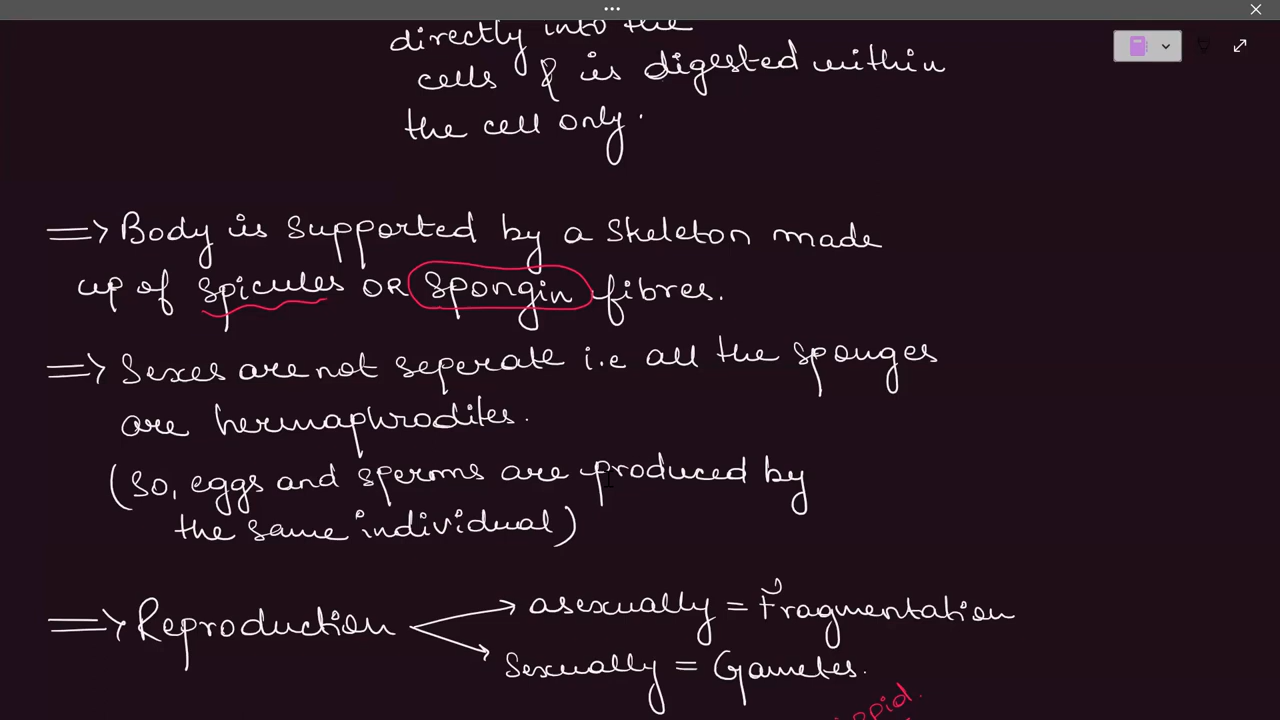 directly into the
cells & is digested within
the cell only.
=> Body is supported by a skeleton made
up of spicules OR spongin fibres.
=> Sexes are not seperate i.e all the sponges
are hermaphrodites.
(So, eggs and sperms are produced by
the same individual)
=> Reproduction
asexually = Fragmentation
Sexually = Gametes.